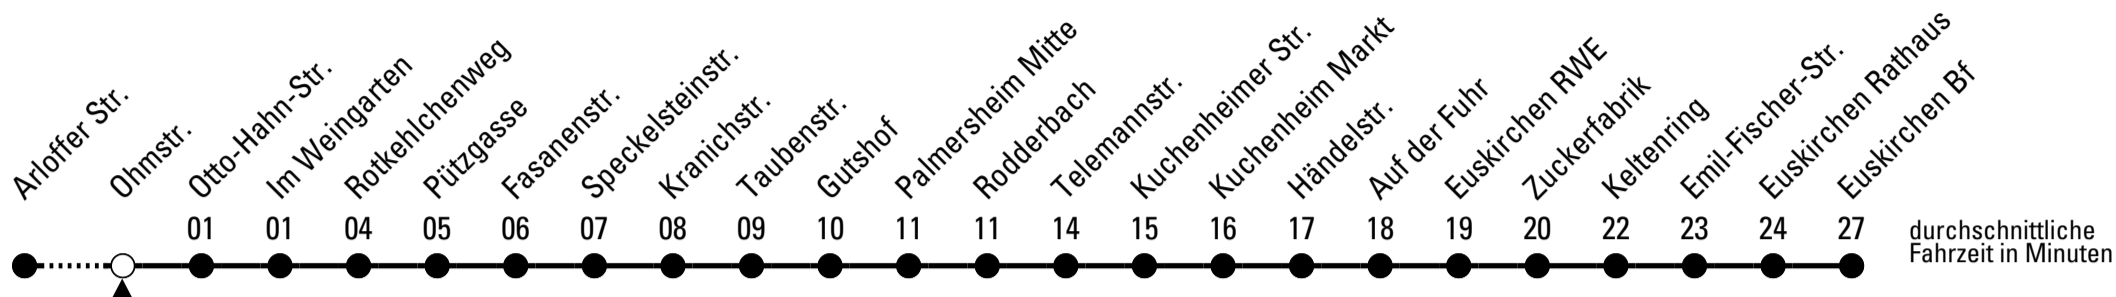 Arloffer Str.
Ohmstr.
Otto-Hahn-Str.
Im Weingarten
Rotkehlchenweg
Pützgasse
Fasanenstr.
Speckelsteinstr.
Kranichstr.
Taubenstr.
Gutshof
Palmersheim Mitte
Rodderbach
Telemannstr.
Kuchenheimer Str.
Kuchenheim Markt
Händelstr.
Auf der Fuhr
Euskirchen RWE
Zuckerfabrik
Keltenring
Emil-Fischer-Str.
Euskirchen Rathaus
Euskirchen Bf
01 01 04 05 06 07 08 09 10 11 11 14 15 16 17 18 19 20 22 23 24 27
durchschnittliche
Fahrzeit in Minuten